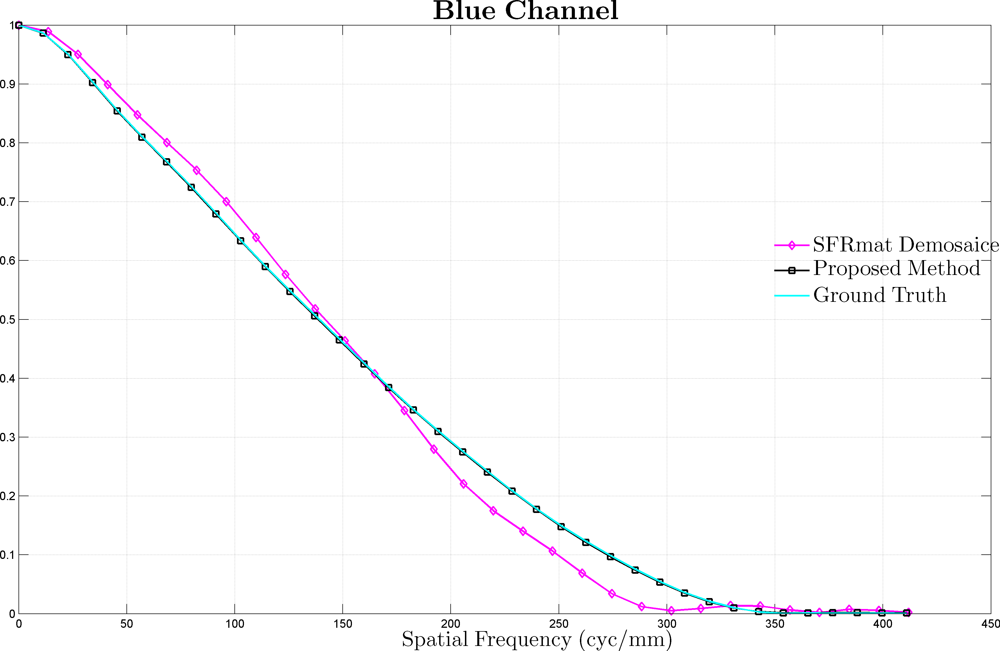 Blue Channel
1
0.9
0.8
0.7
0.6
0.5
0.4
0.3
0.2
0.1
0
SFRmat Demosaice
Proposed Method
Ground Truth
0 50 100 150 200 250 300 350 400 450
Spatial Frequency (cyc/mm)